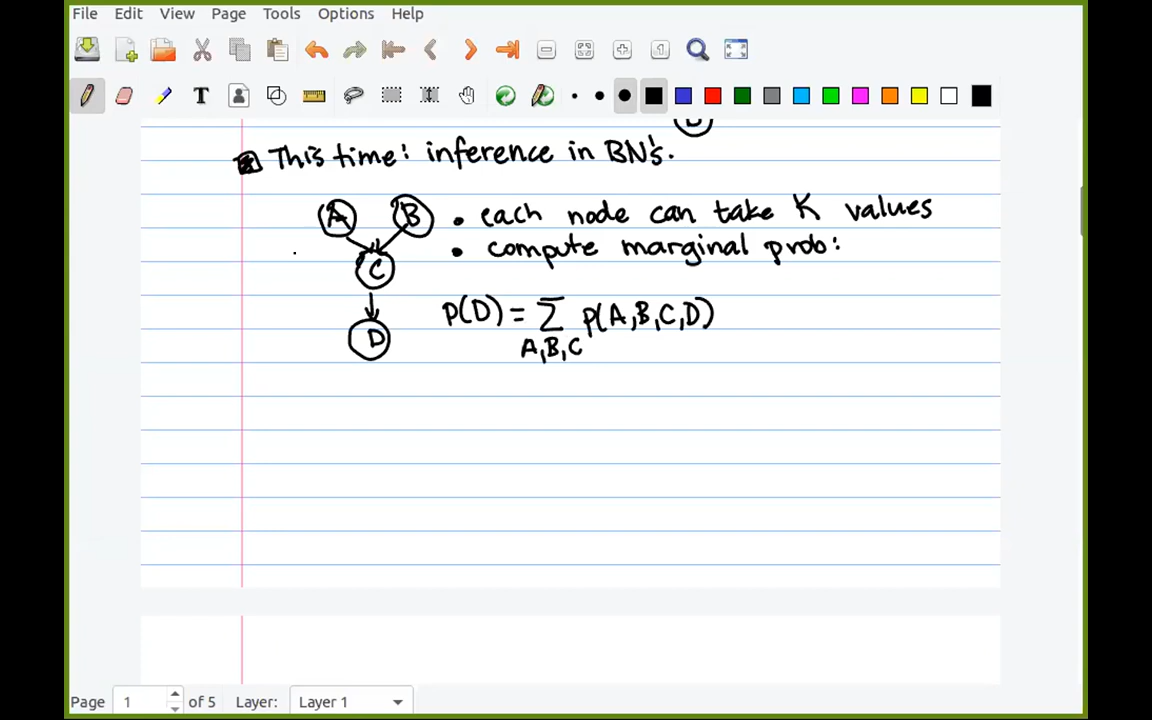 File Edit View Page Tools Options Help
This time: inference in BN's.
A B • each node can take K values
• compute marginal prob:
C
p(D) = ∑ p(A,B,C,D)
D
A,B,C
Page 1 of 5 Layer: Layer 1